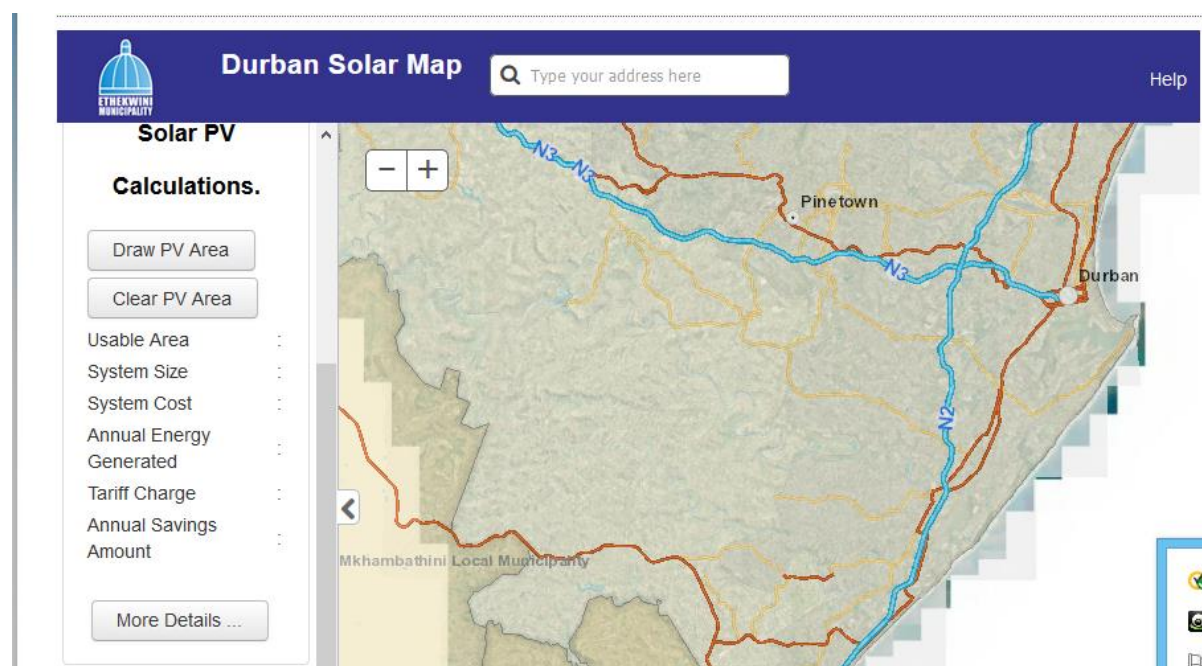 ETHEKWINI
MUNICIPALITY
Durban Solar Map
Type your address here
Help
Solar PV
Calculations.
Draw PV Area
Clear PV Area
Usable Area :
System Size :
System Cost :
Annual Energy
Generated :
Tariff Charge :
Annual Savings
Amount :
More Details ...
− +
N3
N3
Pinetown
N3
Durban
N2
Mkhambathini Local Municipality